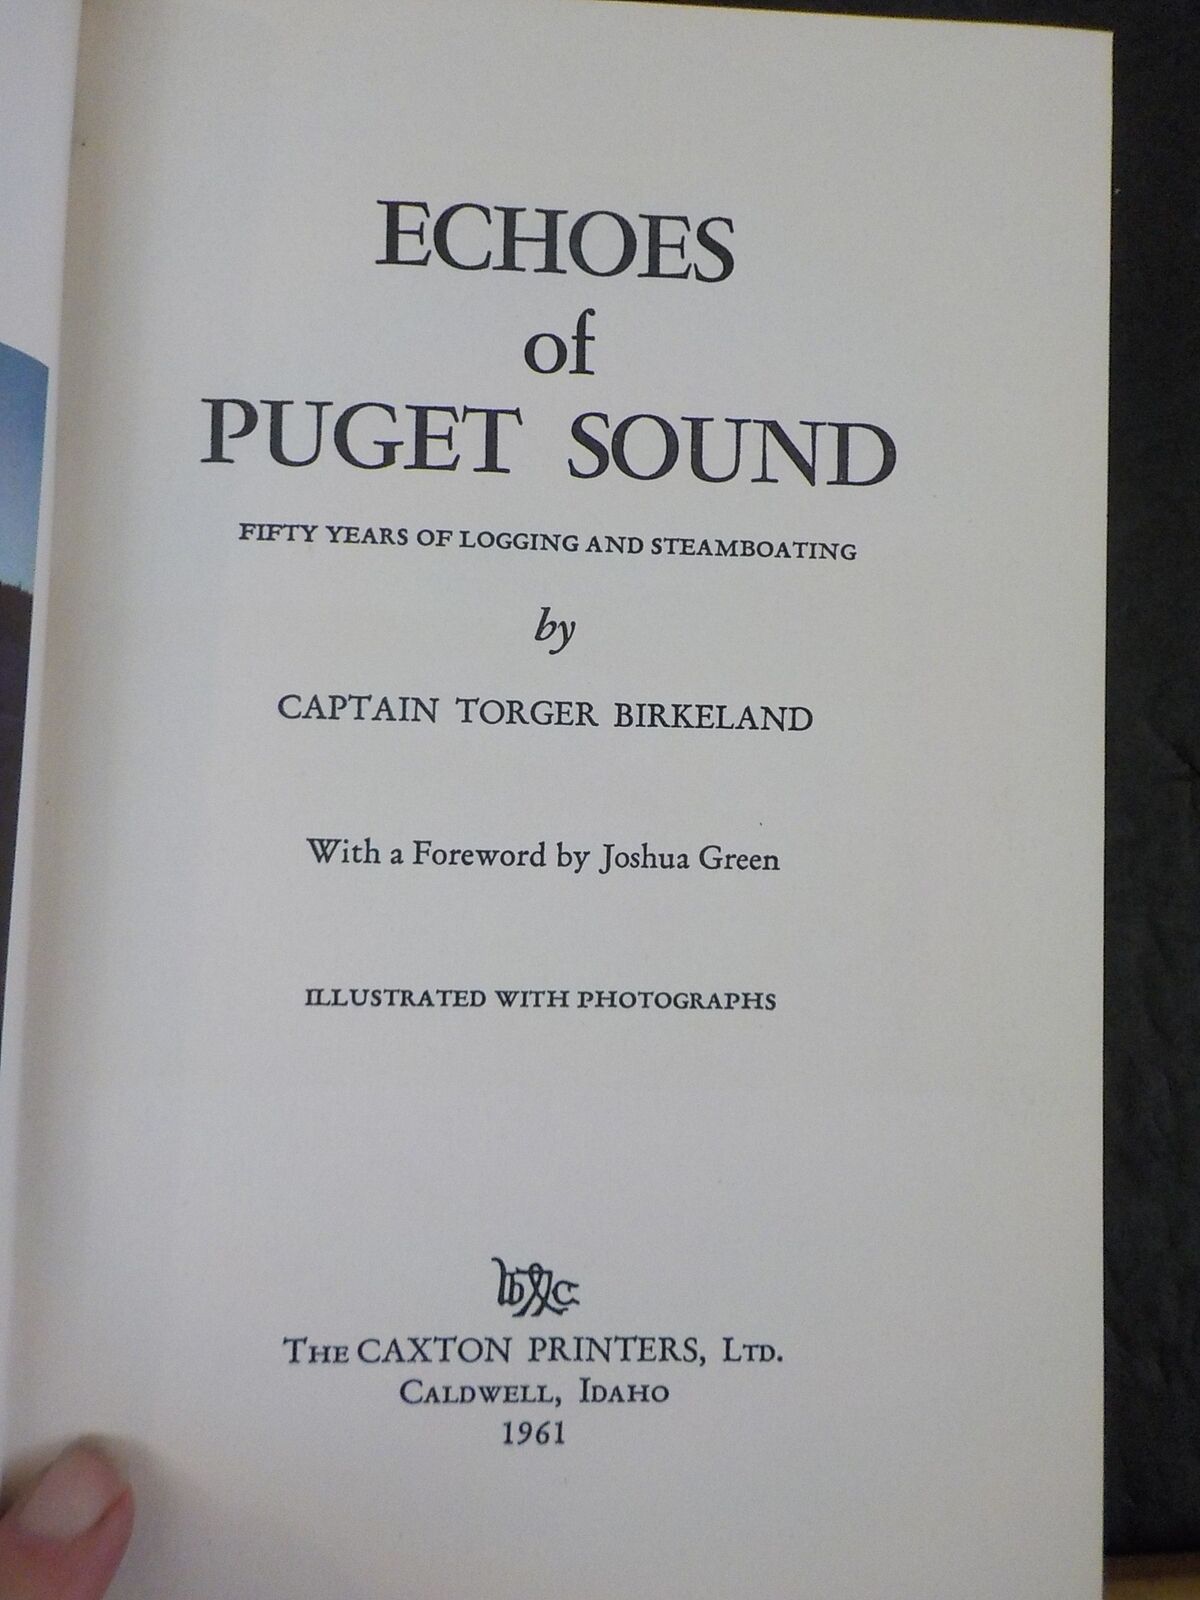 ECHOES
of
PUGET SOUND
FIFTY YEARS OF LOGGING AND STEAMBOATING
by
CAPTAIN TORGER BIRKELAND
With a Foreword by Joshua Green
ILLUSTRATED WITH PHOTOGRAPHS
THE CAXTON PRINTERS, LTD.
CALDWELL, IDAHO
1961